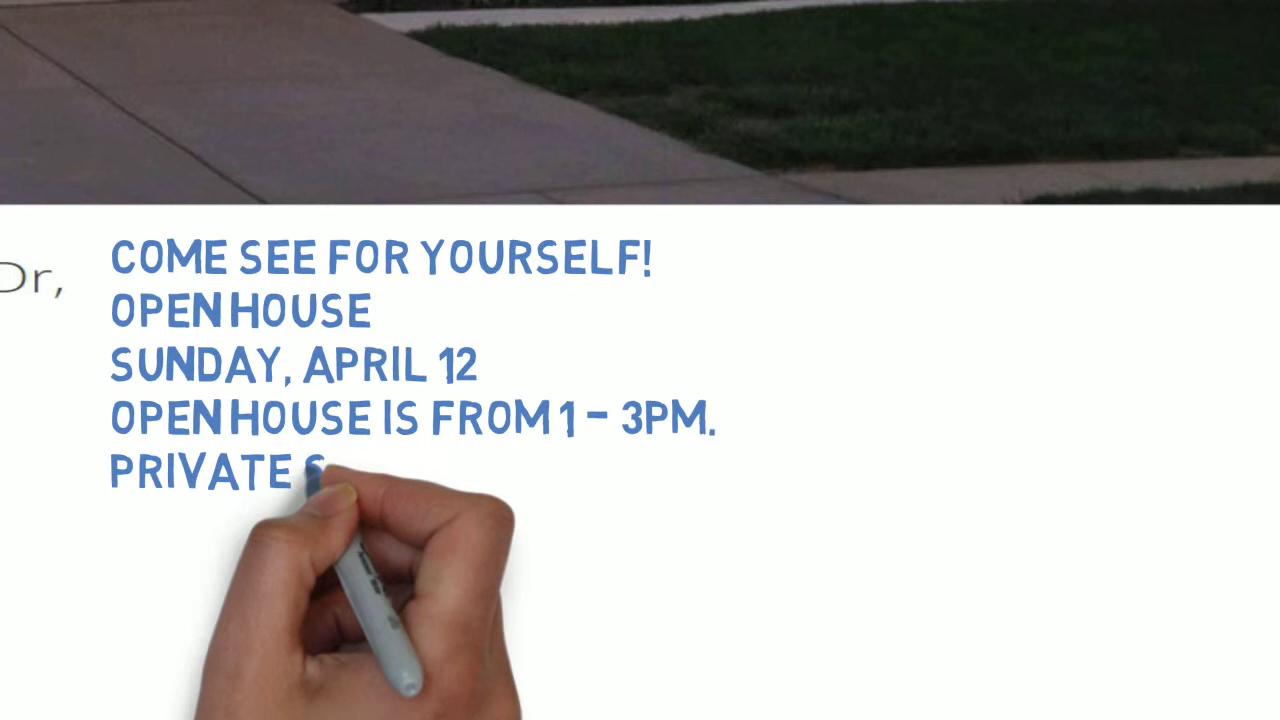 Dr,
COME SEE FOR YOURSELF!
OPEN HOUSE
SUNDAY, APRIL 12
OPEN HOUSE IS FROM 1 - 3PM.
PRIVATE S